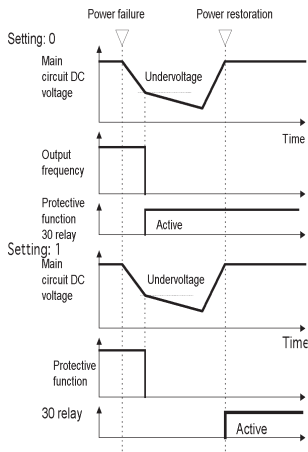 Power failure Power restoration
Setting: 0
Main
circuit DC
voltage
Undervoltage
Time
Output
frequency
Protective
function
30 relay
Active
Setting: 1
Main
circuit DC
voltage
Undervoltage
Time
Protective
function
30 relay
Active